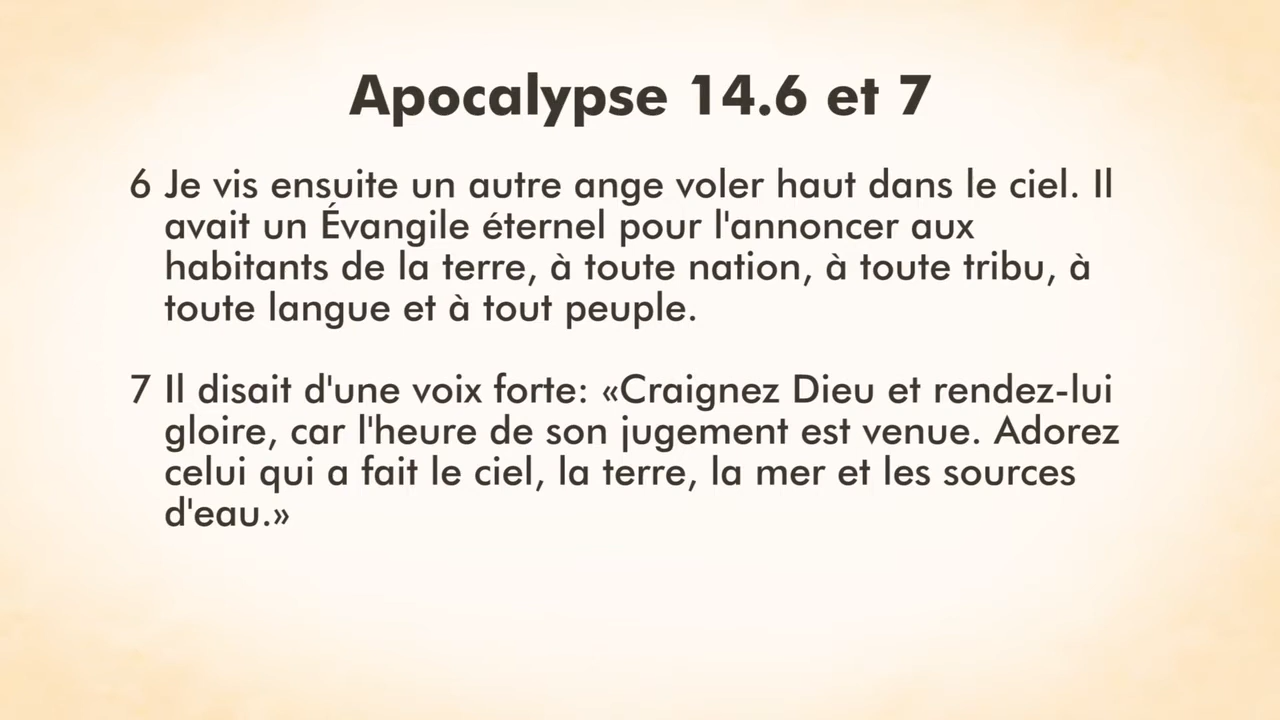 Apocalypse 14.6 et 7
6 Je vis ensuite un autre ange voler haut dans le ciel. Il
avait un Évangile éternel pour l'annoncer aux
habitants de la terre, à toute nation, à toute tribu, à
toute langue et à tout peuple.
7 Il disait d'une voix forte: «Craignez Dieu et rendez-lui
gloire, car l'heure de son jugement est venue. Adorez
celui qui a fait le ciel, la terre, la mer et les sources
d'eau.»